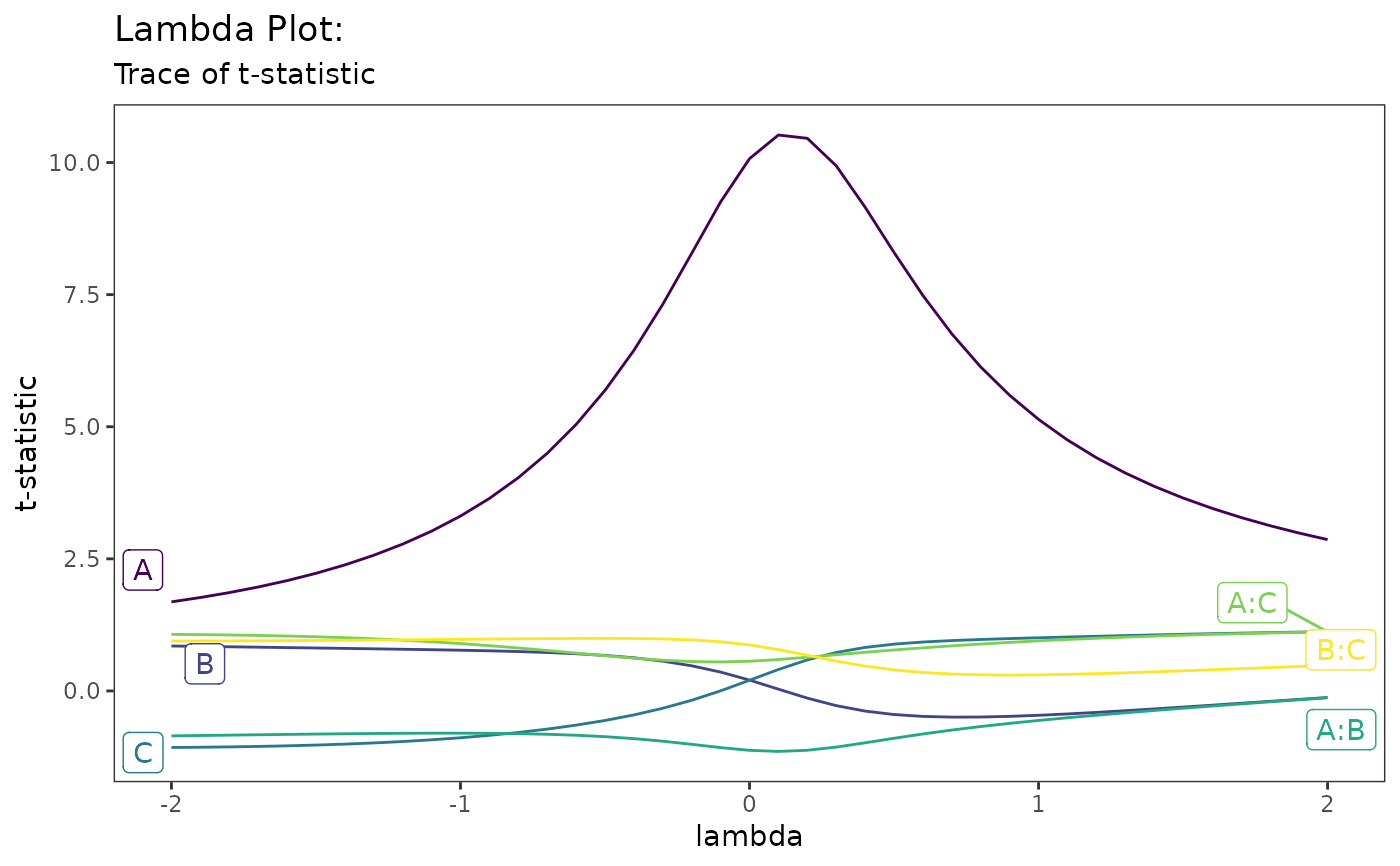 Lambda Plot:
Trace of t-statistic
10.0
7.5
5.0
2.5
0.0
t-statistic
A
B
C
A:C
B:C
A:B
-2 -1 0 1 2
lambda